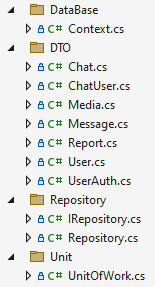 DataBase
C# Context.cs
DTO
C# Chat.cs
C# ChatUser.cs
C# Media.cs
C# Message.cs
C# Report.cs
C# User.cs
C# UserAuth.cs
Repository
C# IRepository.cs
C# Repository.cs
Unit
C# UnitOfWork.cs